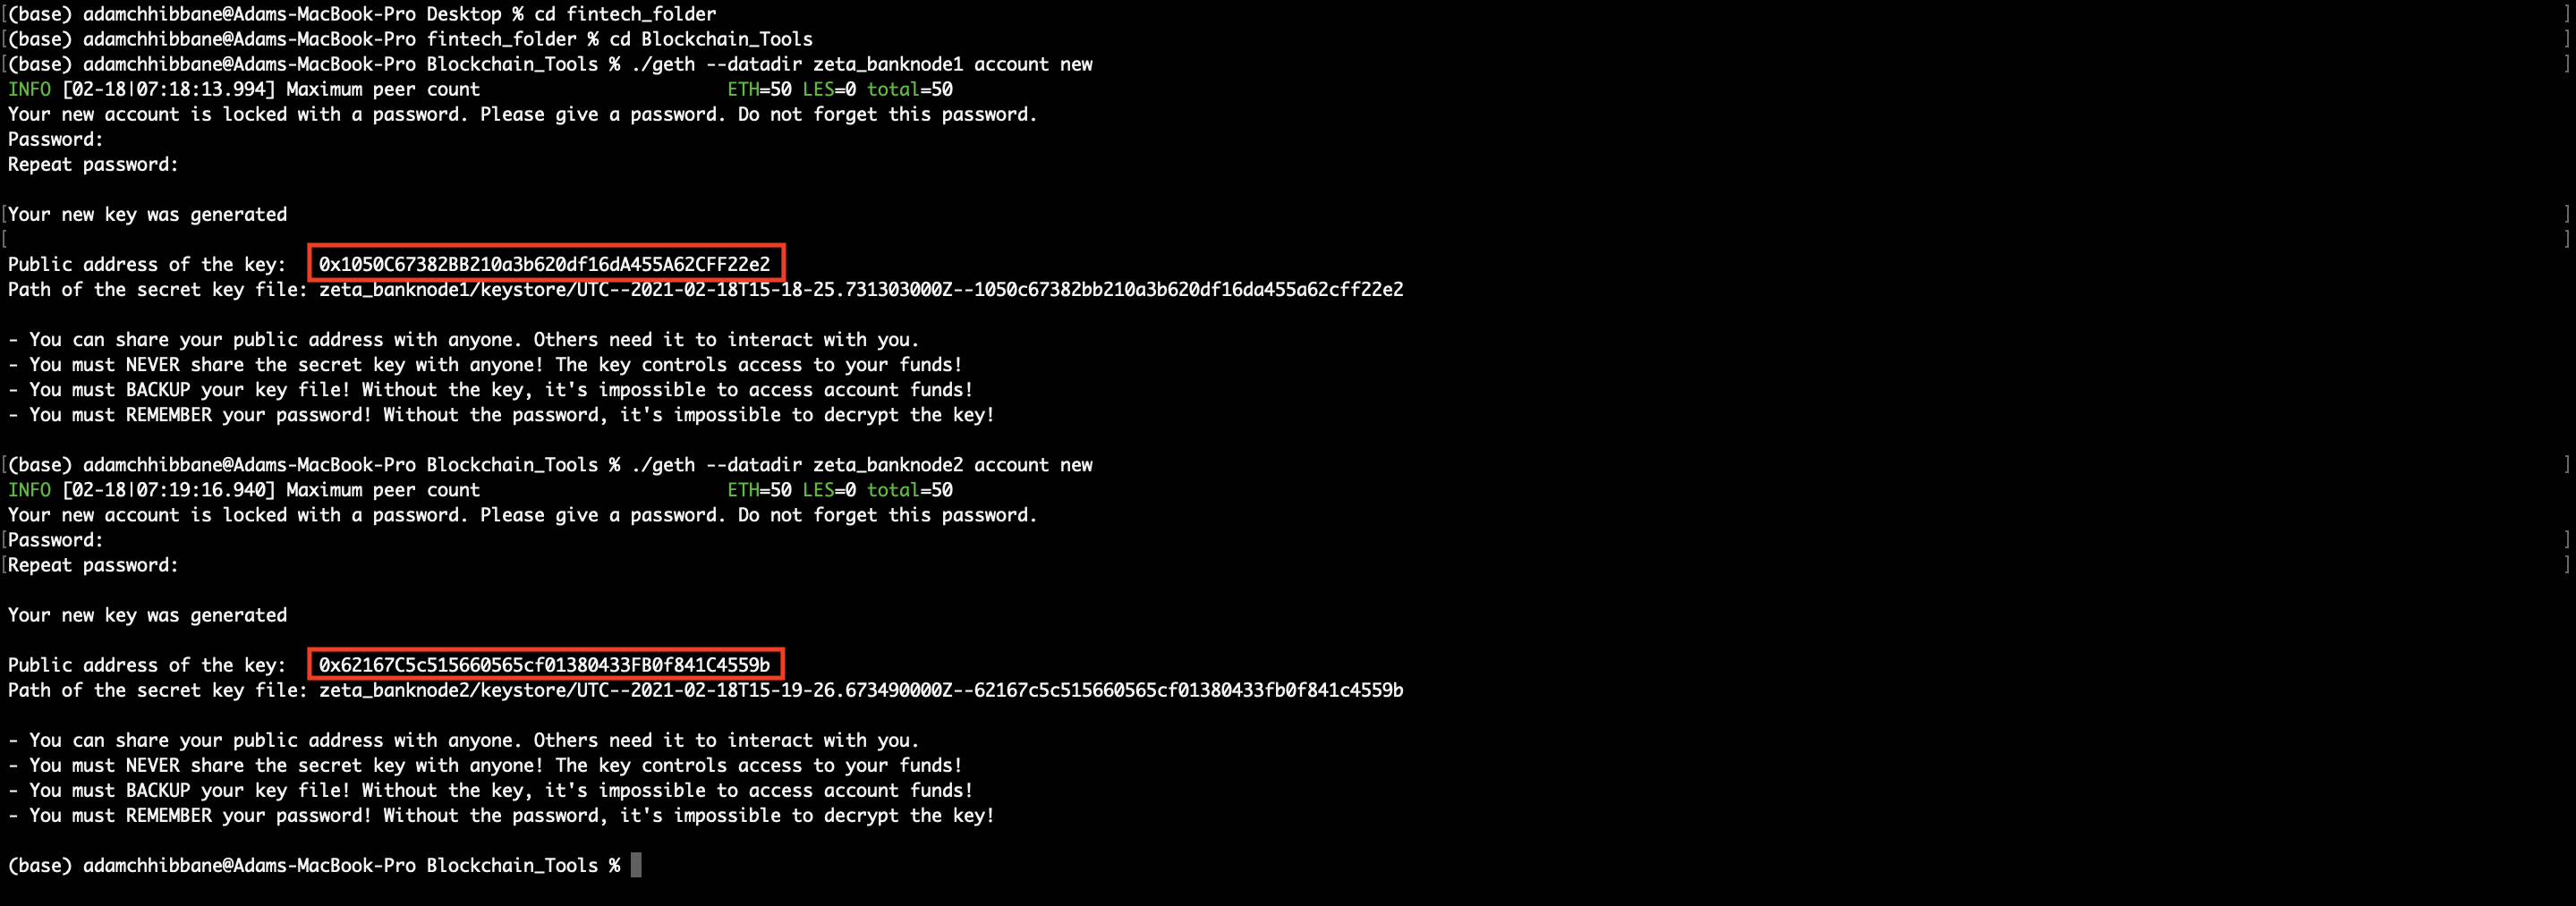 [(base) adamchhibbane@Adams-MacBook-Pro Desktop % cd fintech_folder ]
[(base) adamchhibbane@Adams-MacBook-Pro fintech_folder % cd Blockchain_Tools ]
[(base) adamchhibbane@Adams-MacBook-Pro Blockchain_Tools % ./geth --datadir zeta_banknode1 account new ]
INFO [02-18|07:18:13.994] Maximum peer count ETH=50 LES=0 total=50
Your new account is locked with a password. Please give a password. Do not forget this password.
Password:
Repeat password:
[Your new key was generated ]
[ ]
Public address of the key: 0x1050C67382BB210a3b620df16dA455A62CFF22e2
Path of the secret key file: zeta_banknode1/keystore/UTC--2021-02-18T15-18-25.731303000Z--1050c67382bb210a3b620df16da455a62cff22e2
- You can share your public address with anyone. Others need it to interact with you.
- You must NEVER share the secret key with anyone! The key controls access to your funds!
- You must BACKUP your key file! Without the key, it's impossible to access account funds!
- You must REMEMBER your password! Without the password, it's impossible to decrypt the key!
[(base) adamchhibbane@Adams-MacBook-Pro Blockchain_Tools % ./geth --datadir zeta_banknode2 account new ]
INFO [02-18|07:19:16.940] Maximum peer count ETH=50 LES=0 total=50
Your new account is locked with a password. Please give a password. Do not forget this password.
[Password: ]
[Repeat password: ]
Your new key was generated
Public address of the key: 0x62167C5c515660565cf01380433FB0f841C4559b
Path of the secret key file: zeta_banknode2/keystore/UTC--2021-02-18T15-19-26.673490000Z--62167c5c515660565cf01380433fb0f841c4559b
- You can share your public address with anyone. Others need it to interact with you.
- You must NEVER share the secret key with anyone! The key controls access to your funds!
- You must BACKUP your key file! Without the key, it's impossible to access account funds!
- You must REMEMBER your password! Without the password, it's impossible to decrypt the key!
(base) adamchhibbane@Adams-MacBook-Pro Blockchain_Tools %